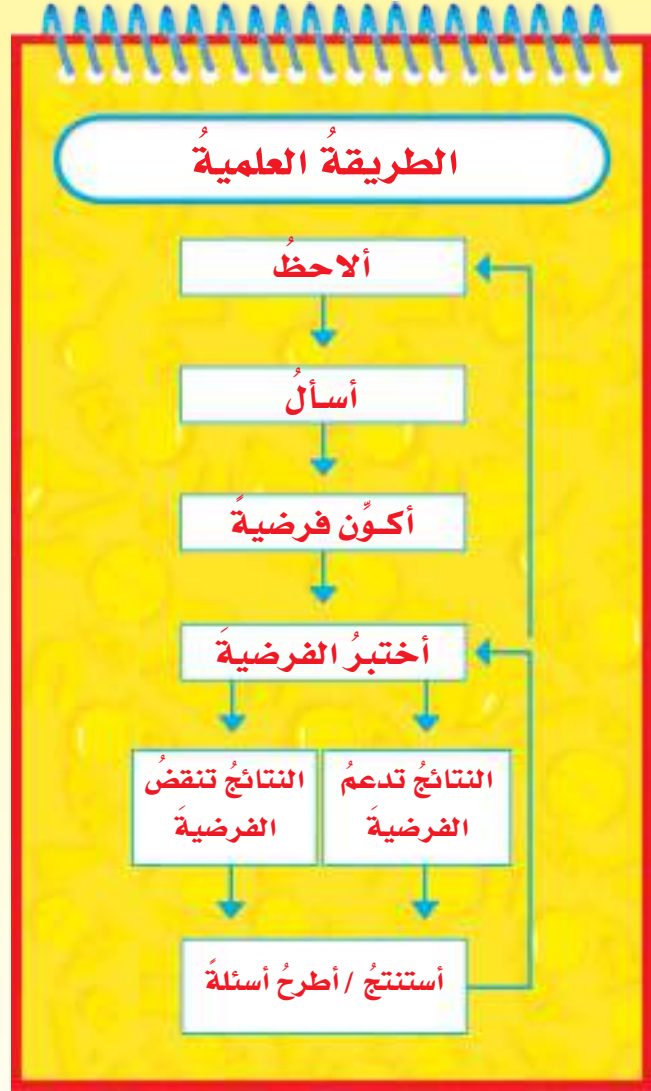 الطريقةُ العلميةُ
ألاحظُ
أسألُ
أكوِّن فرضيةً
أختبرُ الفرضيةَ
النتائجُ تدعمُ
الفرضيةَ
النتائجُ تنقضُ
الفرضيةَ
أستنتجُ / أطرحُ أسئلةً